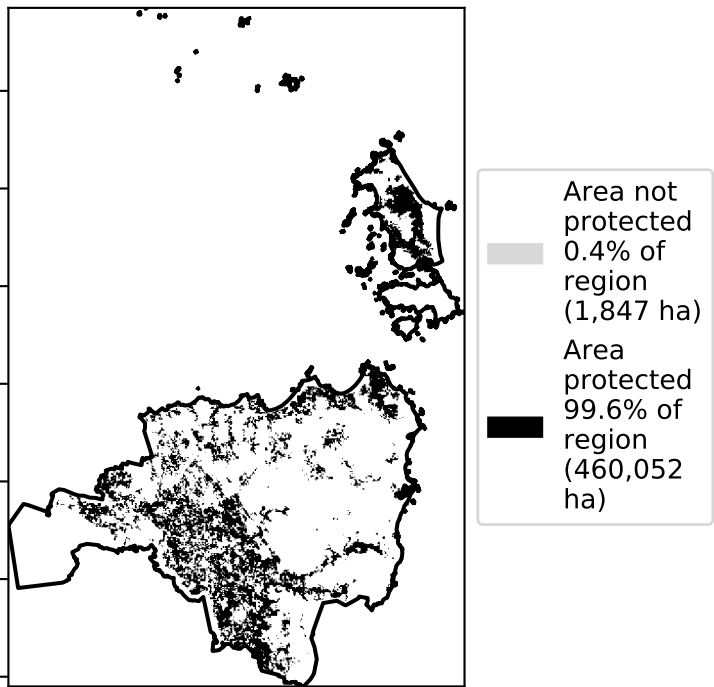 Area not
protected
0.4% of
region
(1,847 ha)
Area
protected
99.6% of
region
(460,052
ha)